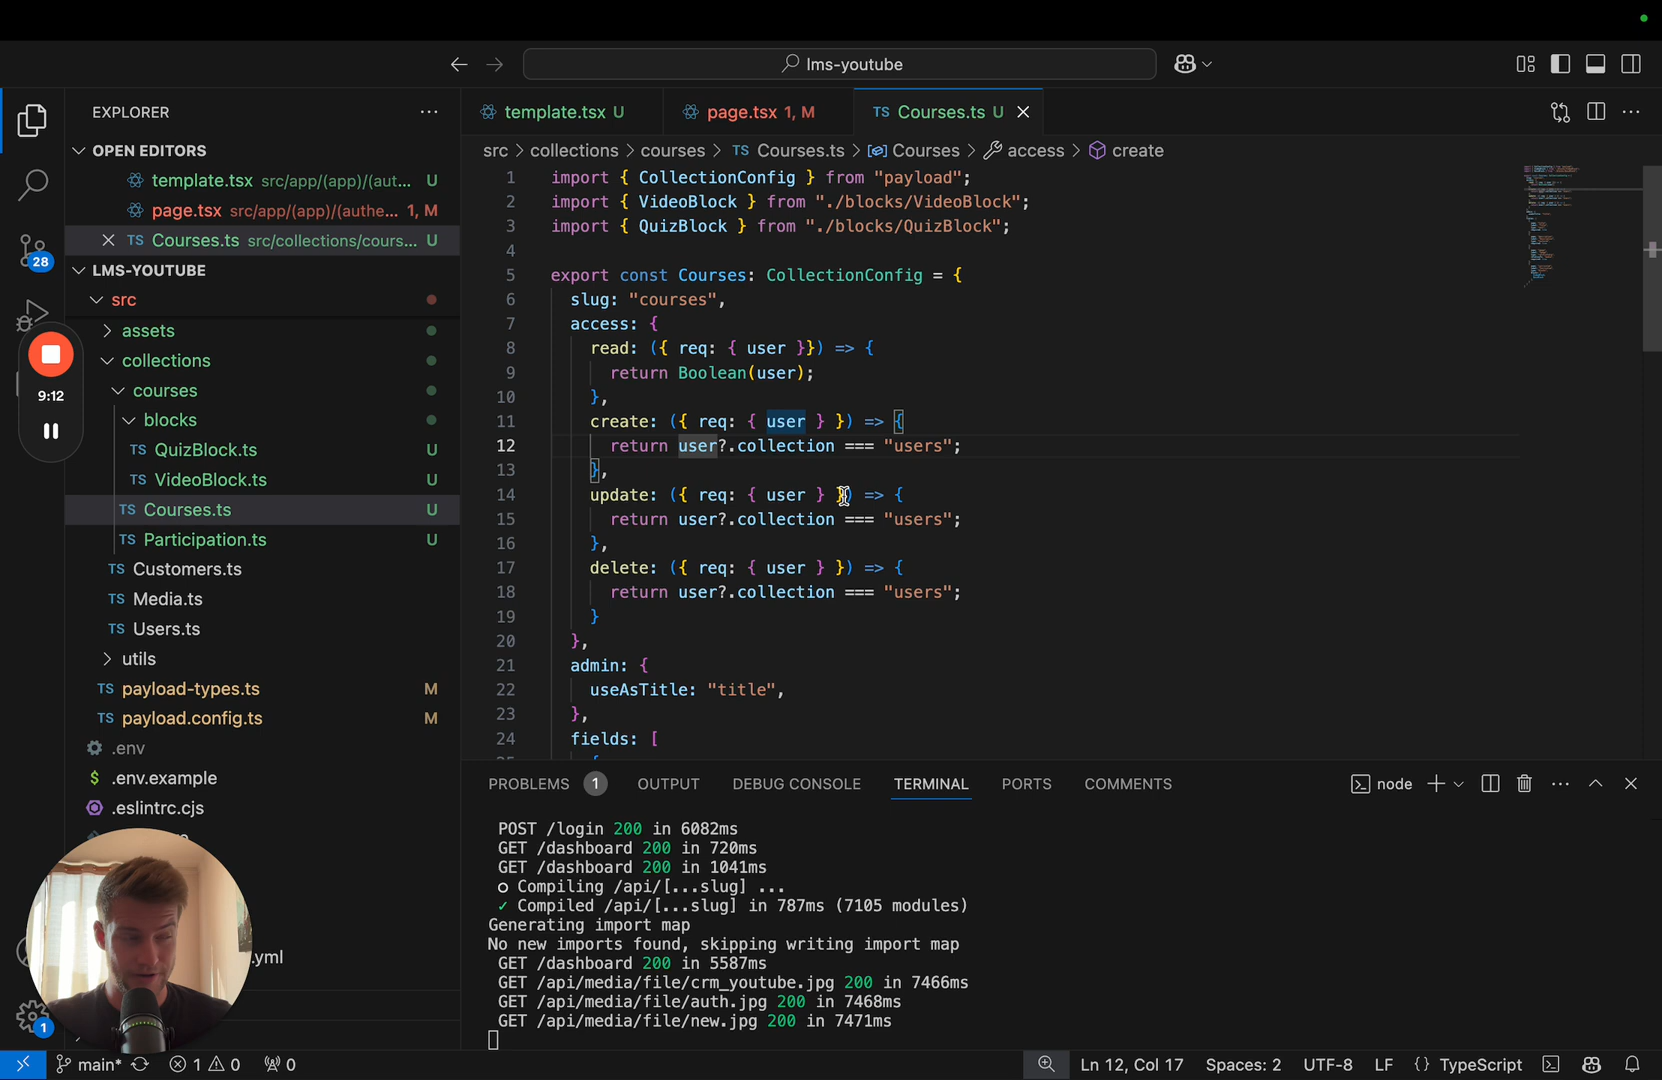 lms-youtube
EXPLORER
OPEN EDITORS
template.tsx src/app/(app)/(aut... U
page.tsx src/app/(app)/(authe... 1, M
TS Courses.ts src/collections/cours... U
LMS-YOUTUBE
src
assets
collections
courses
blocks
TS QuizBlock.ts U
TS VideoBlock.ts U
TS Courses.ts U
TS Participation.ts U
TS Customers.ts
TS Media.ts
TS Users.ts
utils
TS payload-types.ts M
TS payload.config.ts M
.env
$ .env.example
.eslintrc.cjs
.yml
28
9:12
1
template.tsx U
page.tsx 1, M
TS Courses.ts U
src > collections > courses > TS Courses.ts > Courses > access > create
1 import { CollectionConfig } from "payload";
2 import { VideoBlock } from "./blocks/VideoBlock";
3 import { QuizBlock } from "./blocks/QuizBlock";
4
5 export const Courses: CollectionConfig = {
6 slug: "courses",
7 access: {
8 read: ({ req: { user }}) => {
9 return Boolean(user);
10 },
11 create: ({ req: { user } }) => {
12 return user?.collection === "users";
13 },
14 update: ({ req: { user } }) => {
15 return user?.collection === "users";
16 },
17 delete: ({ req: { user } }) => {
18 return user?.collection === "users";
19 }
20 },
21 admin: {
22 useAsTitle: "title",
23 },
24 fields: [
PROBLEMS 1 OUTPUT DEBUG CONSOLE TERMINAL PORTS COMMENTS
node
POST /login 200 in 6082ms
GET /dashboard 200 in 720ms
GET /dashboard 200 in 1041ms
○ Compiling /api/[...slug] ...
✓ Compiled /api/[...slug] in 787ms (7105 modules)
Generating import map
No new imports found, skipping writing import map
GET /dashboard 200 in 5587ms
GET /api/media/file/crm_youtube.jpg 200 in 7466ms
GET /api/media/file/auth.jpg 200 in 7468ms
GET /api/media/file/new.jpg 200 in 7471ms
main* 1 0 0
Ln 12, Col 17 Spaces: 2 UTF-8 LF {} TypeScript